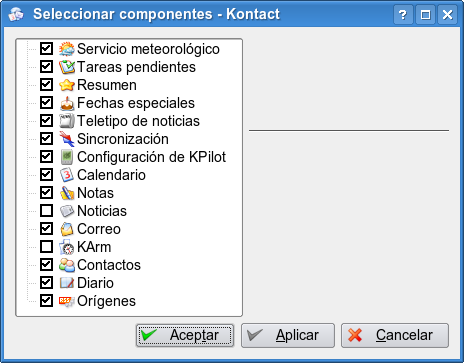 Seleccionar componentes - Kontact
Servicio meteorológico
Tareas pendientes
Resumen
Fechas especiales
Teletipo de noticias
Sincronización
Configuración de KPilot
Calendario
Notas
Noticias
Correo
KArm
Contactos
Diario
Orígenes
Aceptar
Aplicar
Cancelar